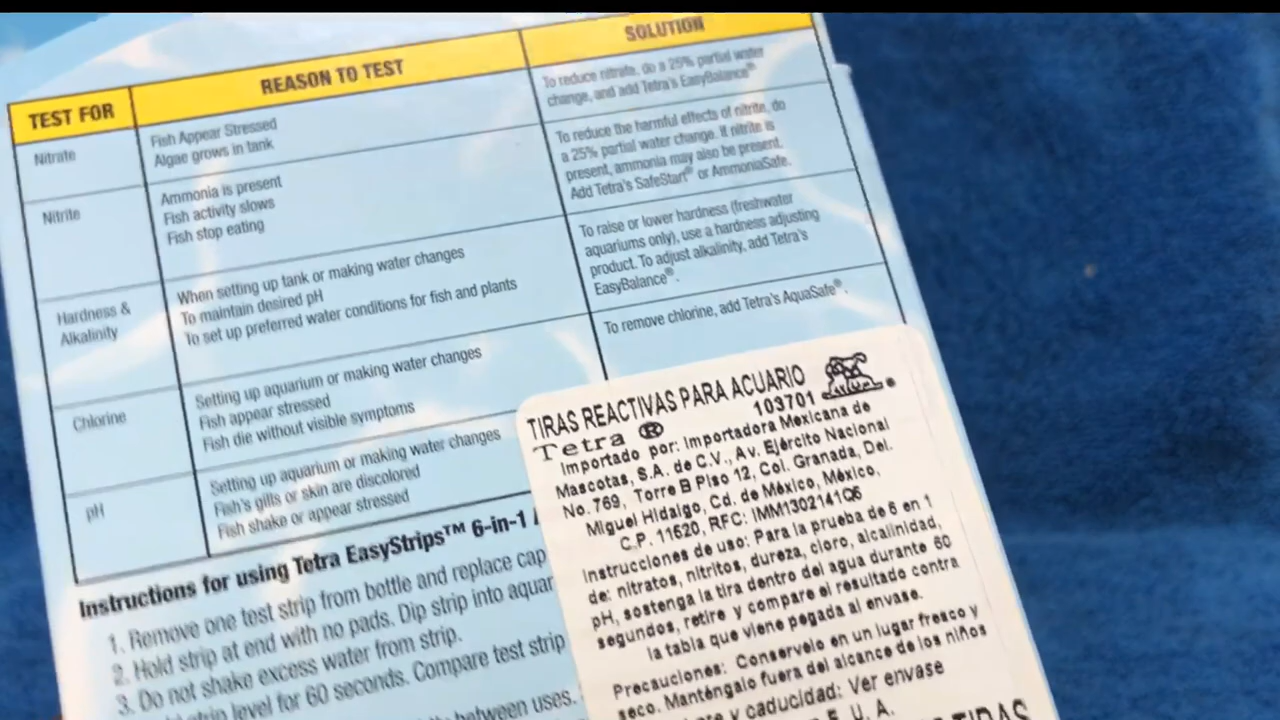 TEST FOR
REASON TO TEST
SOLUTION
Nitrate
Fish Appear Stressed
Algae grows in tank
To reduce nitrate, do a 25% partial water
change, and add Tetra's EasyBalance®
Nitrite
Ammonia is present
Fish activity slows
Fish stop eating
To reduce the harmful effects of nitrite, do
a 25% partial water change. If nitrite is
present, ammonia may also be present.
Add Tetra's SafeStart® or AmmoniaSafe.
Hardness &
Alkalinity
When setting up tank or making water changes
To maintain desired pH
To set up preferred water conditions for fish and plants
To raise or lower hardness (freshwater
aquariums only), use a hardness adjusting
product. To adjust alkalinity, add Tetra's
EasyBalance®.
Chlorine
Setting up aquarium or making water changes
Fish appear stressed
Fish die without visible symptoms
To remove chlorine, add Tetra's AquaSafe®.
pH
Setting up aquarium or making water changes
Fish's gills or skin are discolored
Fish shake or appear stressed
Instructions for using Tetra EasyStrips™ 6-in-1
1. Remove one test strip from bottle and replace cap
2. Hold strip at end with no pads. Dip strip into aquar
3. Do not shake excess water from strip.
strip level for 60 seconds. Compare test strip
between uses.
TIRAS REACTIVAS PARA ACUARIO
103701
Tetra ®
Importado por: Importadora Mexicana de
Mascotas, S.A. de C.V., Av. Ejército Nacional
No. 769, Torre B Piso 12, Col. Granada, Del.
Miguel Hidalgo, Cd. de México, México,
C.P. 11520, RFC: IMM1302141Q6
Instrucciones de uso: Para la prueba de 6 en 1
de: nitratos, nitritos, dureza, cloro, alcalinidad,
pH, sostenga la tira dentro del agua durante 60
segundos, retire y compare el resultado contra
la tabla que viene pegada al envase.
Precauciones: Conservelo en un lugar fresco y
seco. Manténgalo fuera del alcance de los niños
y caducidad: Ver envase
E. U. A.
TIRAS